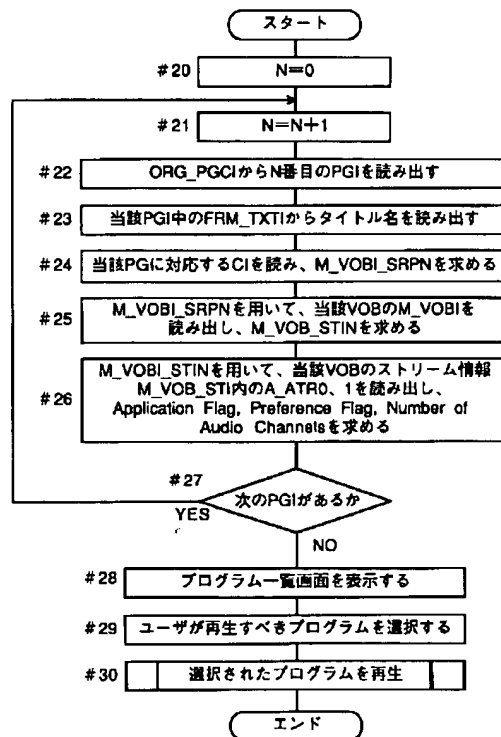 スタート
#20
N=0
#21
N=N+1
#22
ORG_PGCIからN番目のPGIを読み出す
#23
当該PGI中のFRM_TXTIからタイトル名を読み出す
#24
当該PGに対応するCIを読み、M_VOBI_SRPNを求める
#25
M_VOBI_SRPNを用いて、当該VOBのM_VOBIを
読み出し、M_VOB_STINを求める
#26
M_VOBI_STINを用いて、当該VOBのストリーム情報
M_VOB_STI内のA_ATR0、1を読み出し、
Application Flag, Preference Flag, Number of
Audio Channelsを求める
#27
次のPGIがあるか
YES
NO
#28
プログラム一覧画面を表示する
#29
ユーザが再生すべきプログラムを選択する
#30
選択されたプログラムを再生
エンド